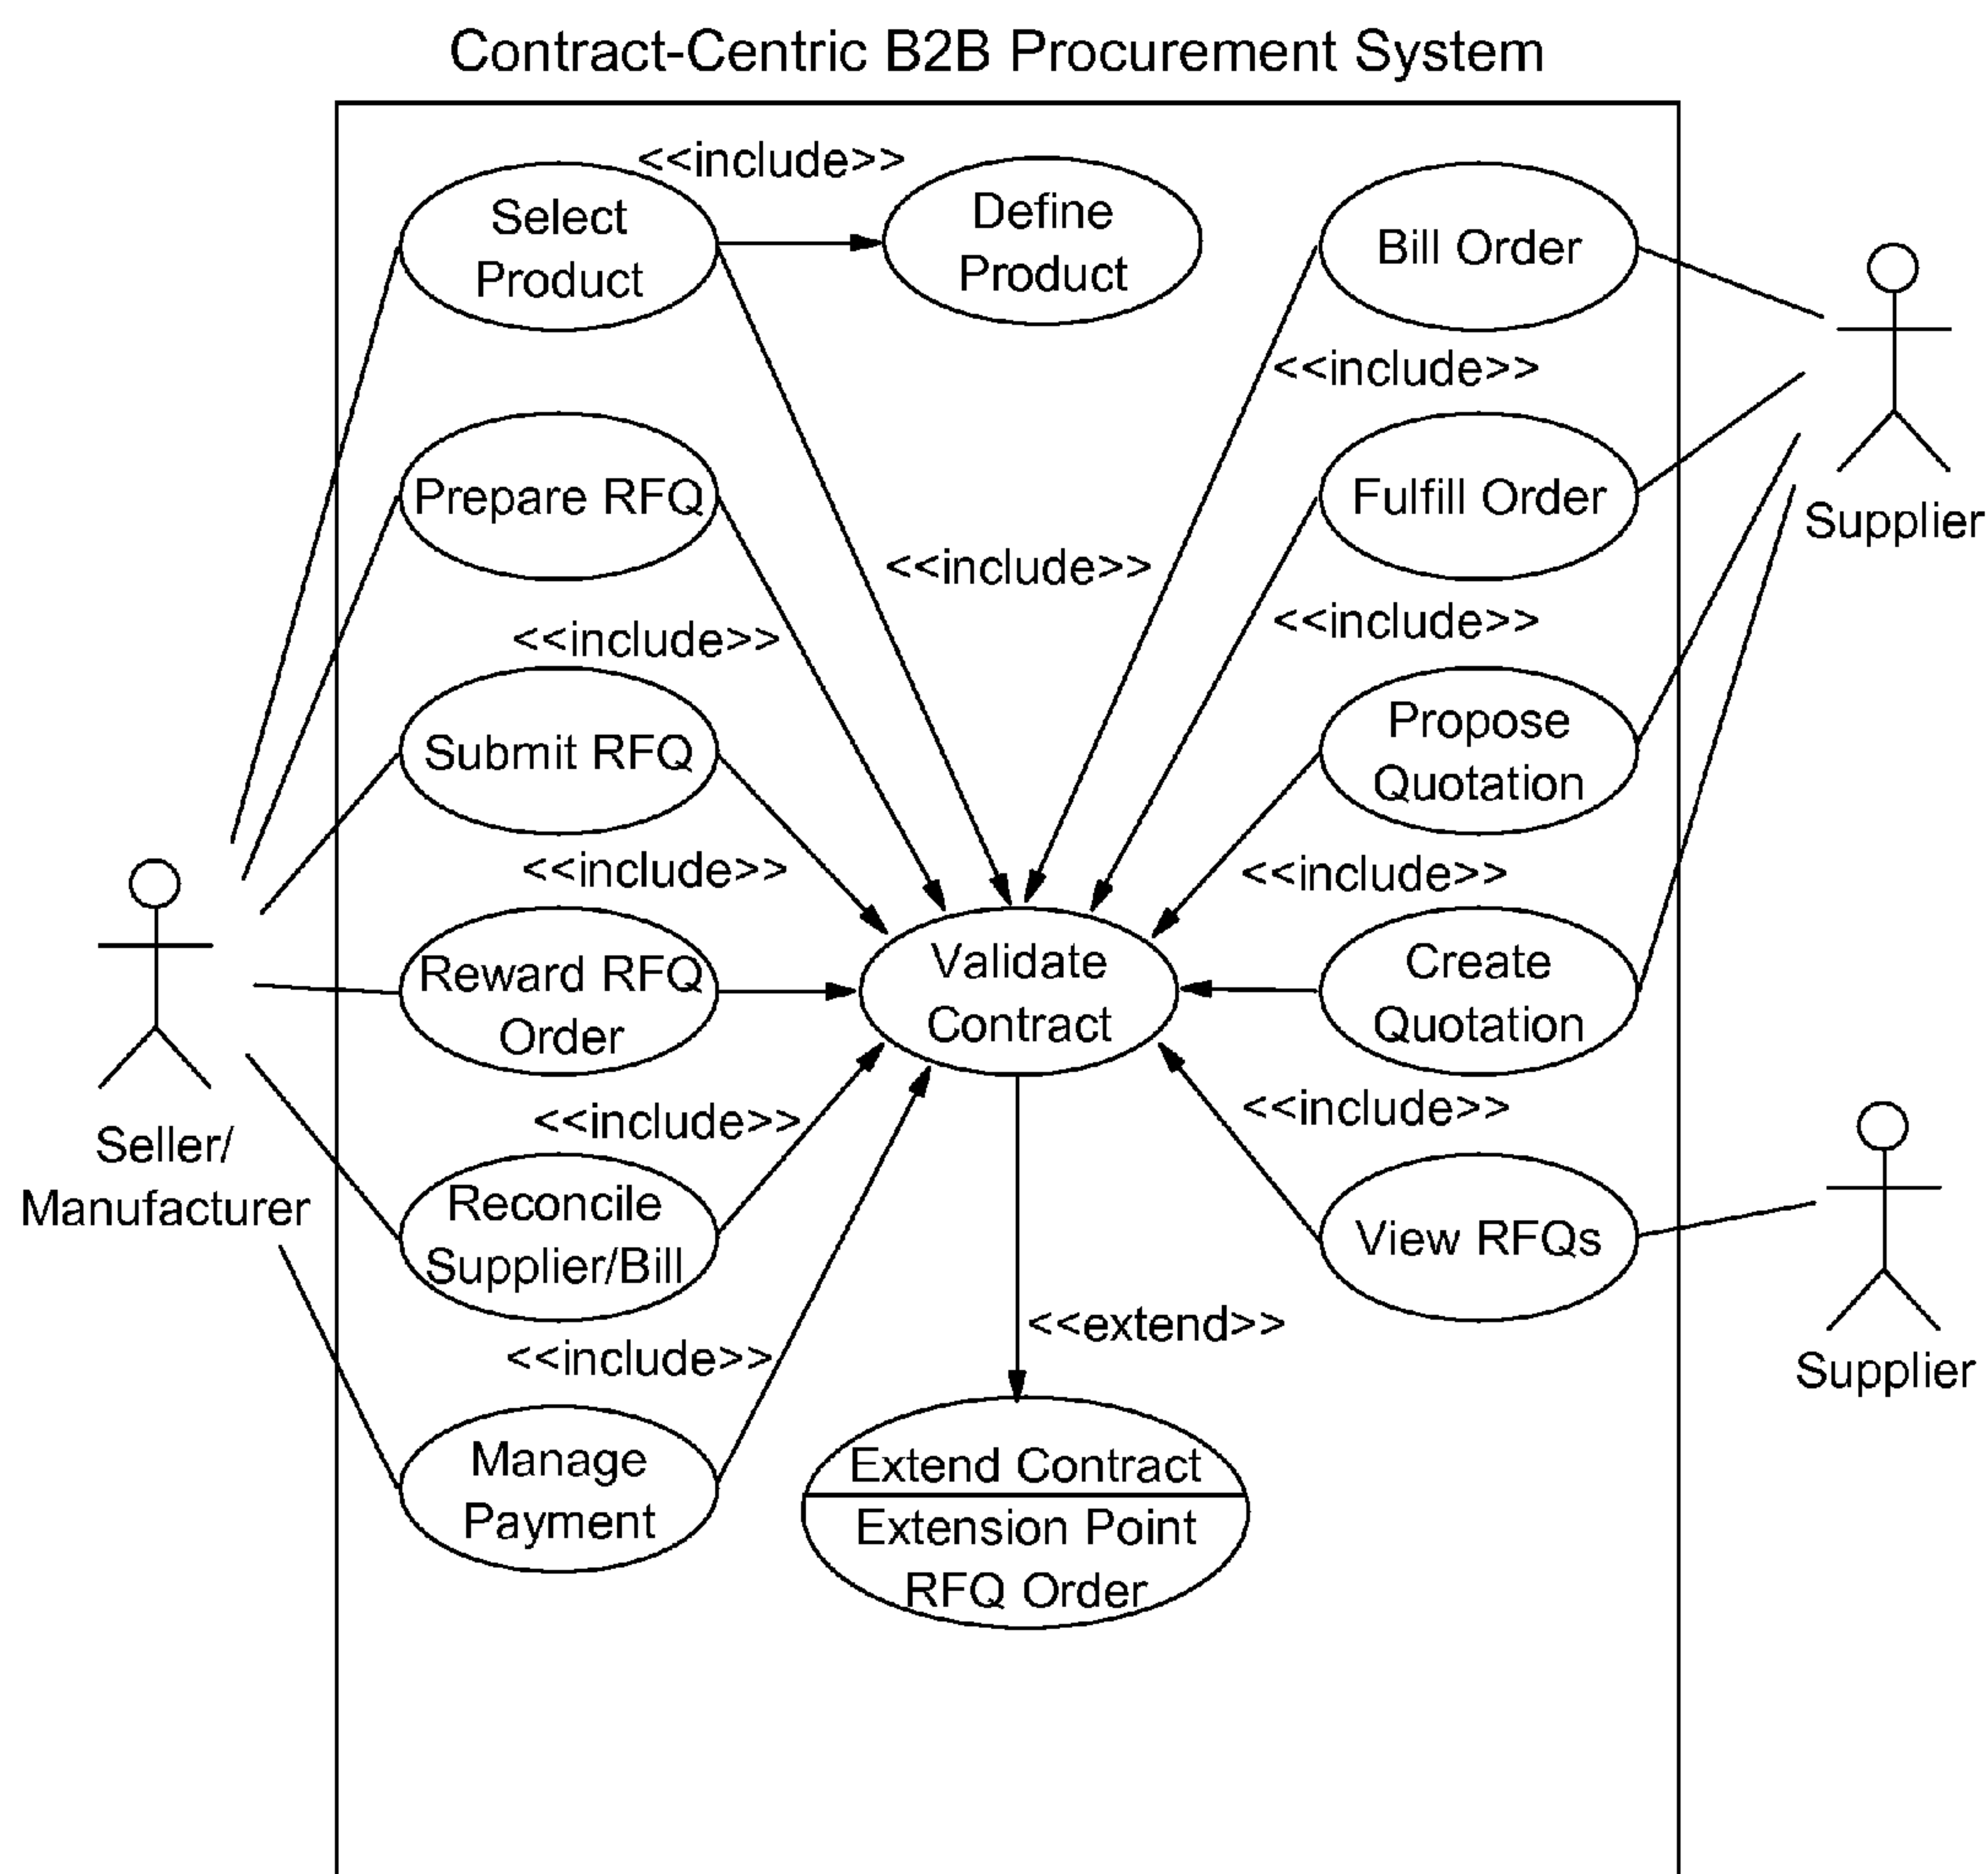 Contract-Centric B2B Procurement System
<<include>>
Select
Product
Define
Product
Bill Order
<<include>>
Prepare RFQ
Fulfill Order
Supplier
<<include>>
<<include>>
<<include>>
Submit RFQ
Propose
Quotation
<<include>>
<<include>>
Reward RFQ
Order
Validate
Contract
Create
Quotation
Seller/
Manufacturer
<<include>>
<<include>>
Reconcile
Supplier/Bill
View RFQs
<<extend>>
<<include>>
Supplier
Manage
Payment
Extend Contract
Extension Point
RFQ Order